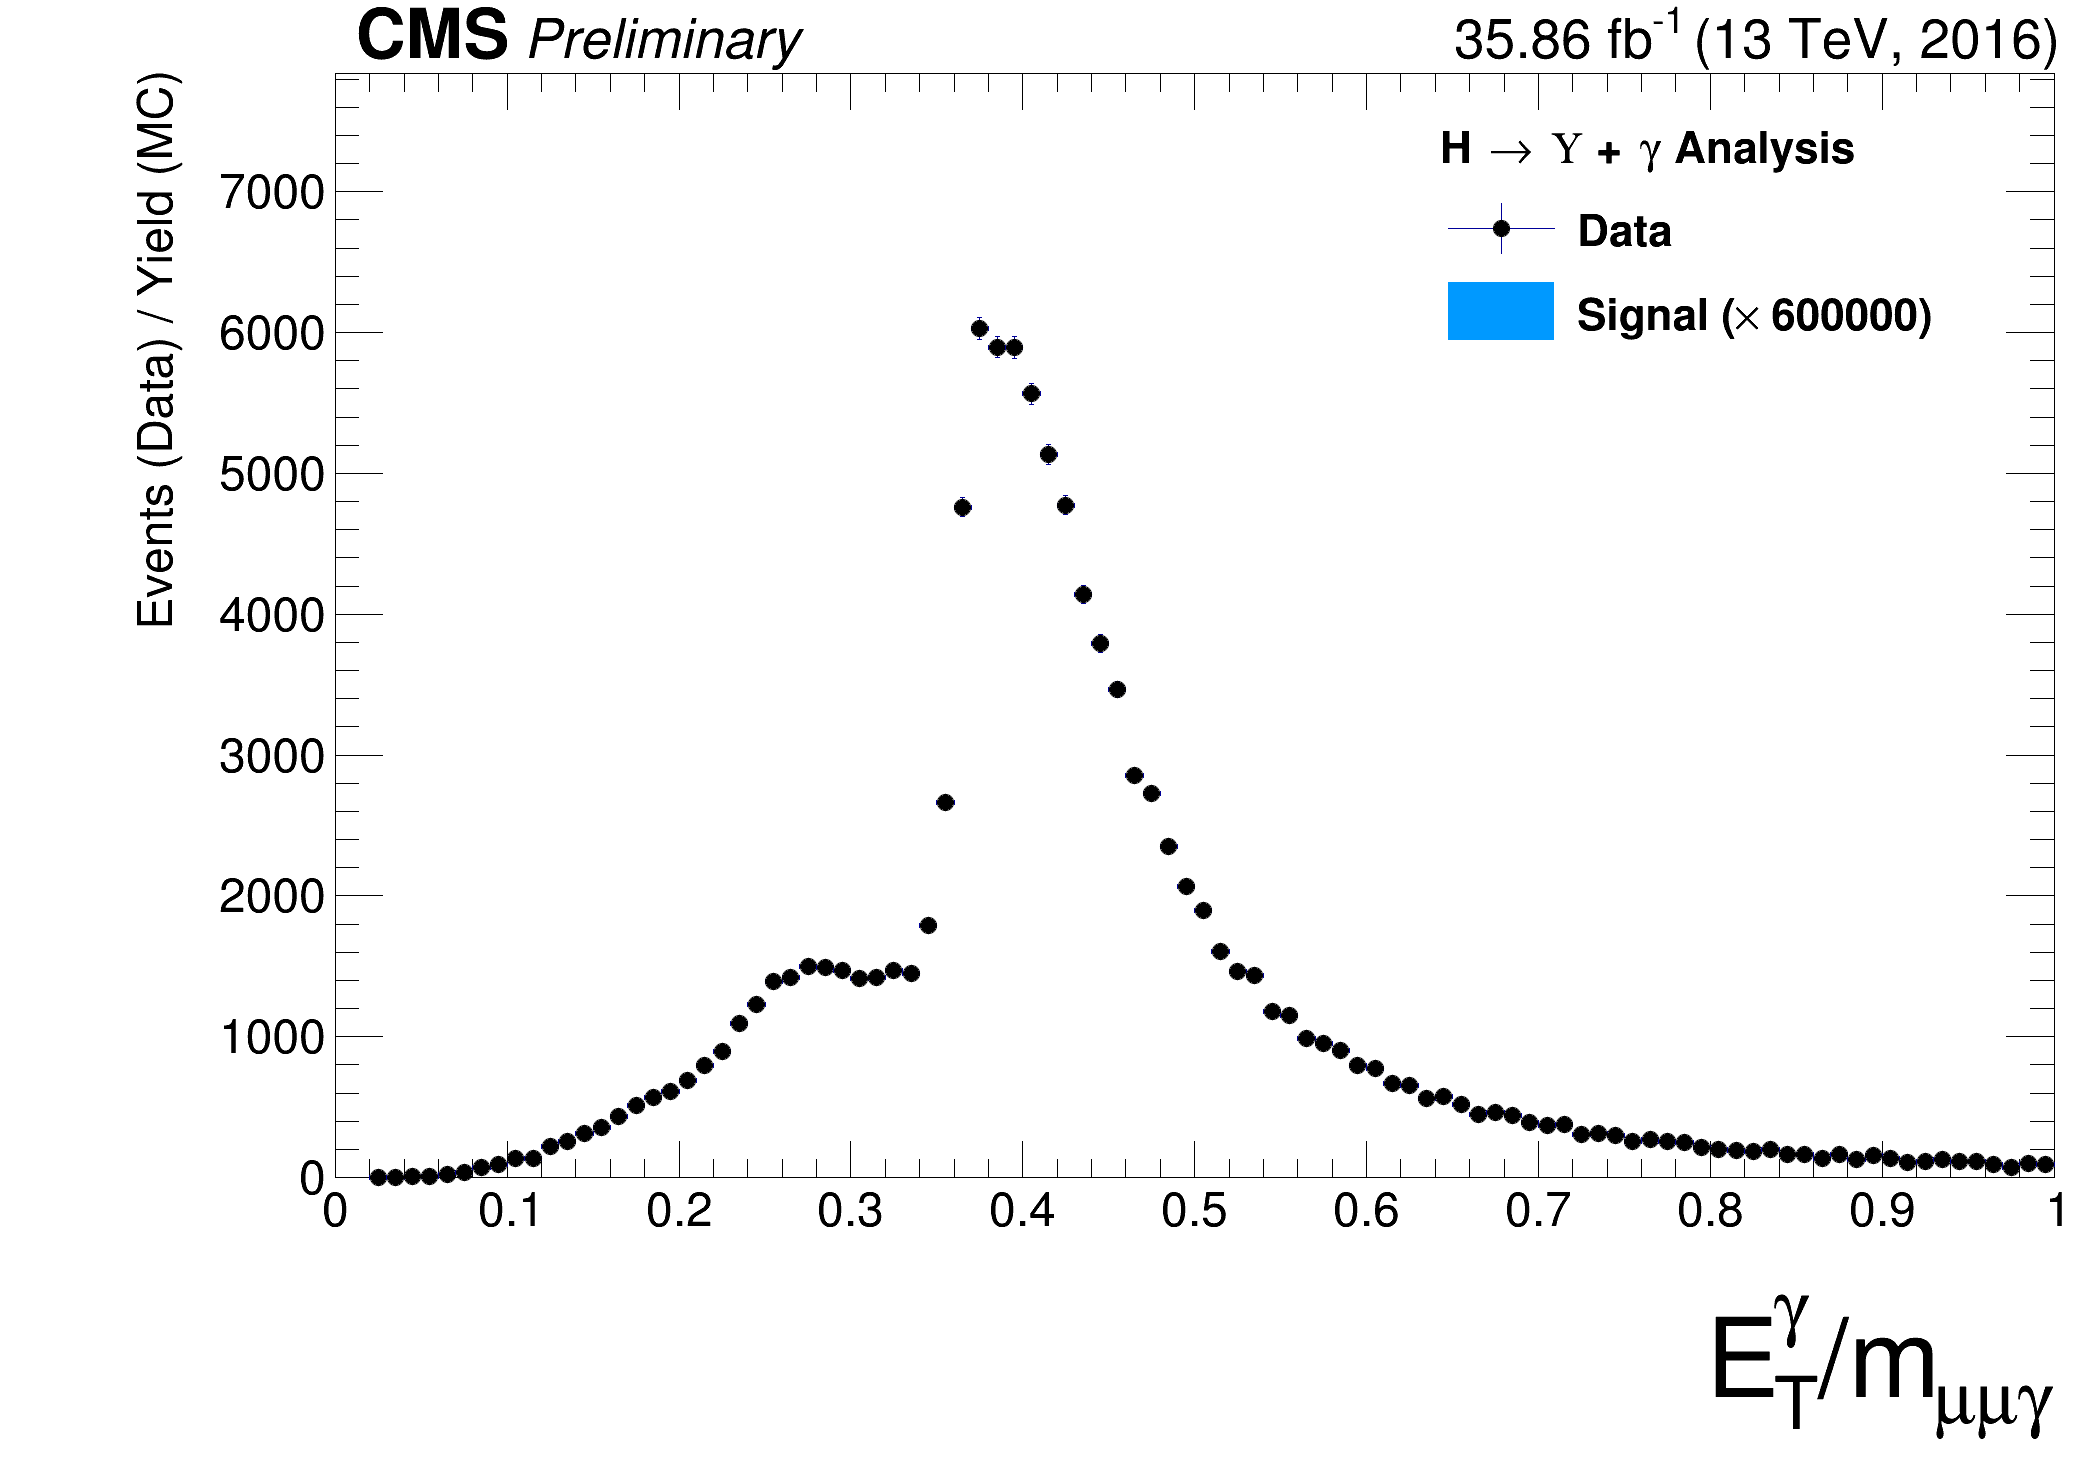 CMS Preliminary 35.86 fb⁻¹ (13 TeV, 2016)
Events (Data) / Yield (MC)
H → ϒ + γ Analysis
Data
Signal (× 600000)
7000
6000
5000
4000
3000
2000
1000
0
0 0.1 0.2 0.3 0.4 0.5 0.6 0.7 0.8 0.9 1
E_T^γ/m_μμγ